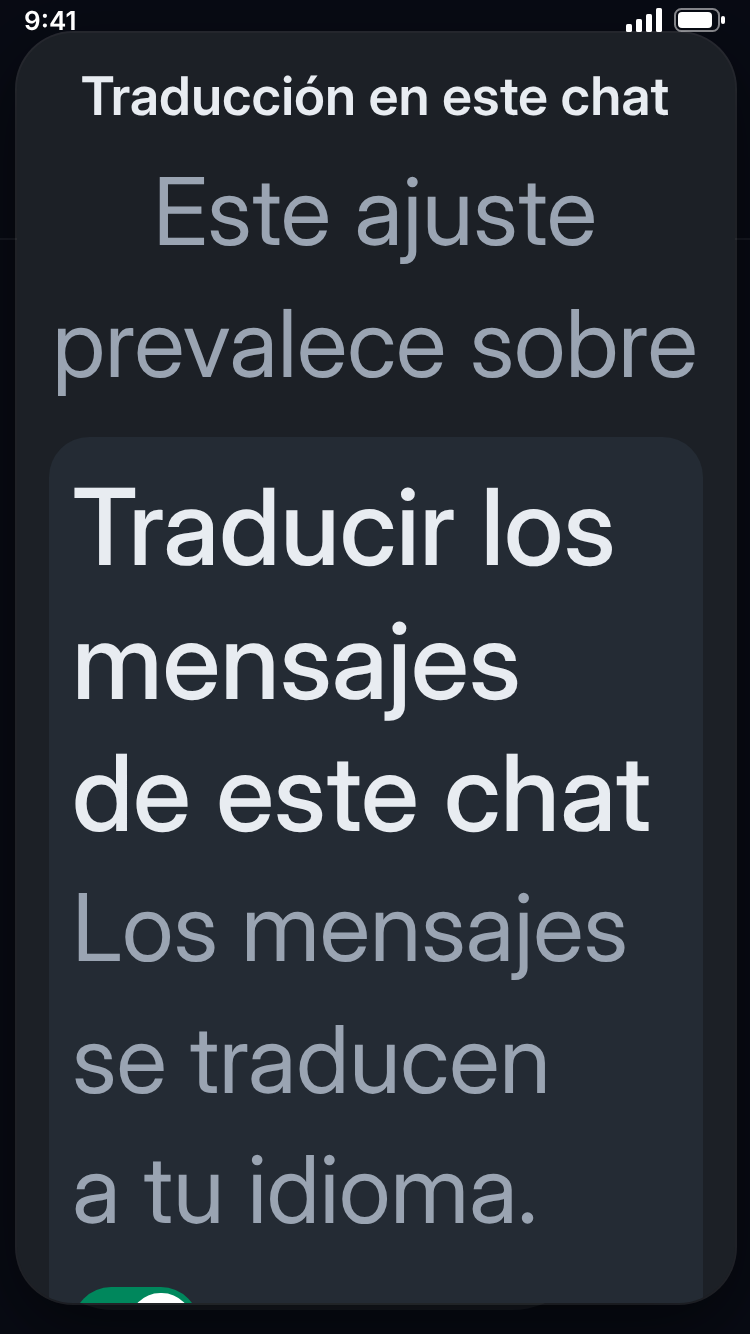 9:41
Traducción en este chat
Este ajuste
prevalece sobre
Traducir los
mensajes
de este chat
Los mensajes
se traducen
a tu idioma.